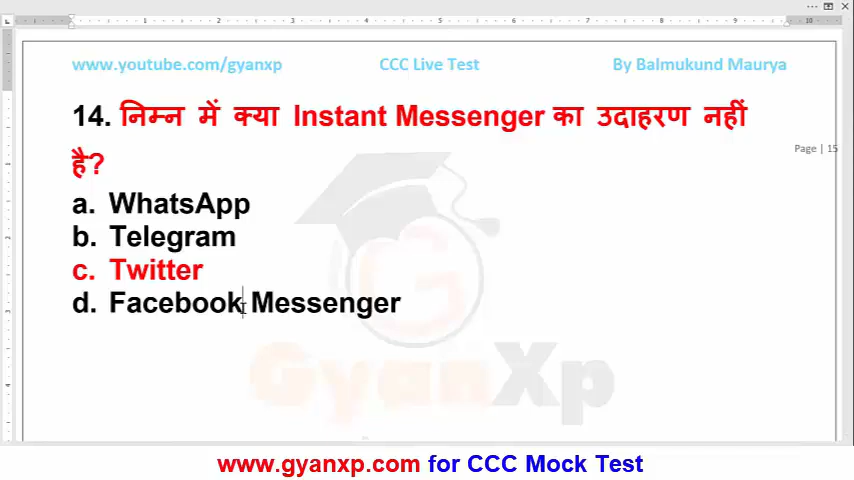 www.youtube.com/gyanxp CCC Live Test By Balmukund Maurya
14. निम्न में क्या Instant Messenger का उदाहरण नहीं
है?
Page | 15
a. WhatsApp
b. Telegram
c. Twitter
d. Facebook Messenger
GyanXp
www.gyanxp.com for CCC Mock Test